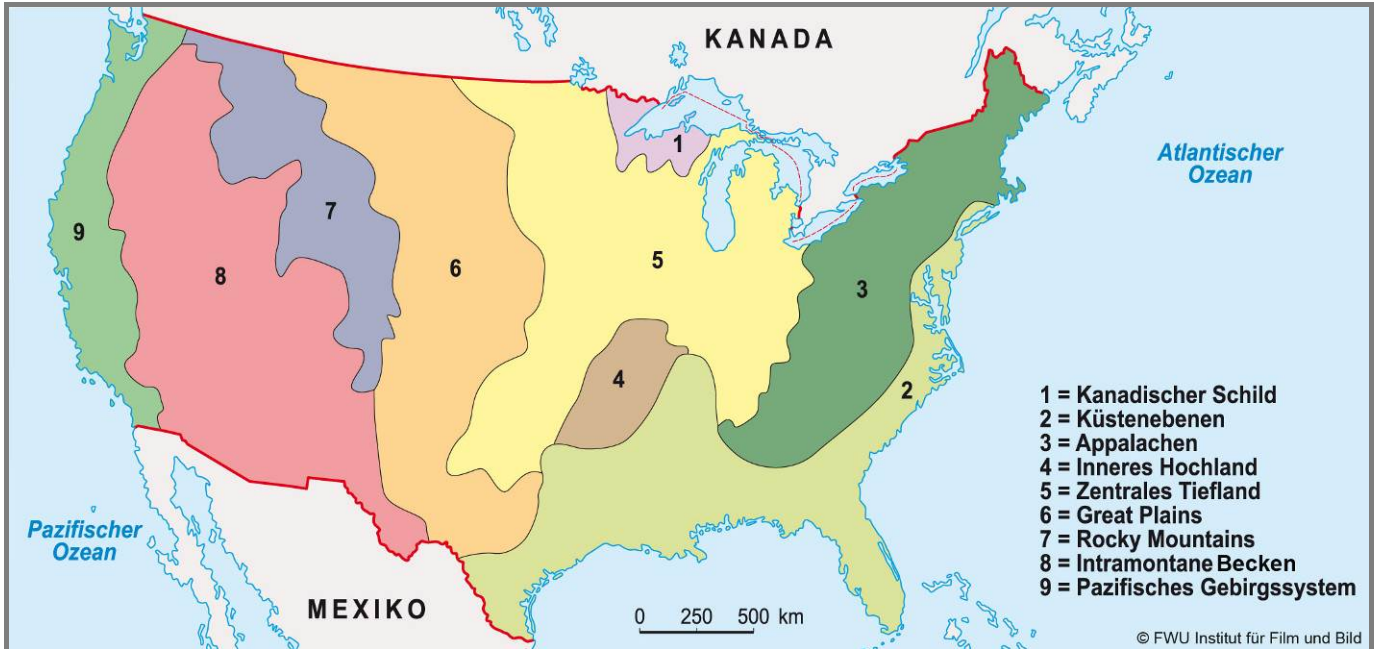 KANADA
Atlantischer
Ozean
1
7
9
8
6
5
3
4
2
Pazifischer
Ozean
MEXIKO
0 250 500 km
1 = Kanadischer Schild
2 = Küstenebenen
3 = Appalachen
4 = Inneres Hochland
5 = Zentrales Tiefland
6 = Great Plains
7 = Rocky Mountains
8 = Intramontane Becken
9 = Pazifisches Gebirgssystem
© FWU Institut für Film und Bild